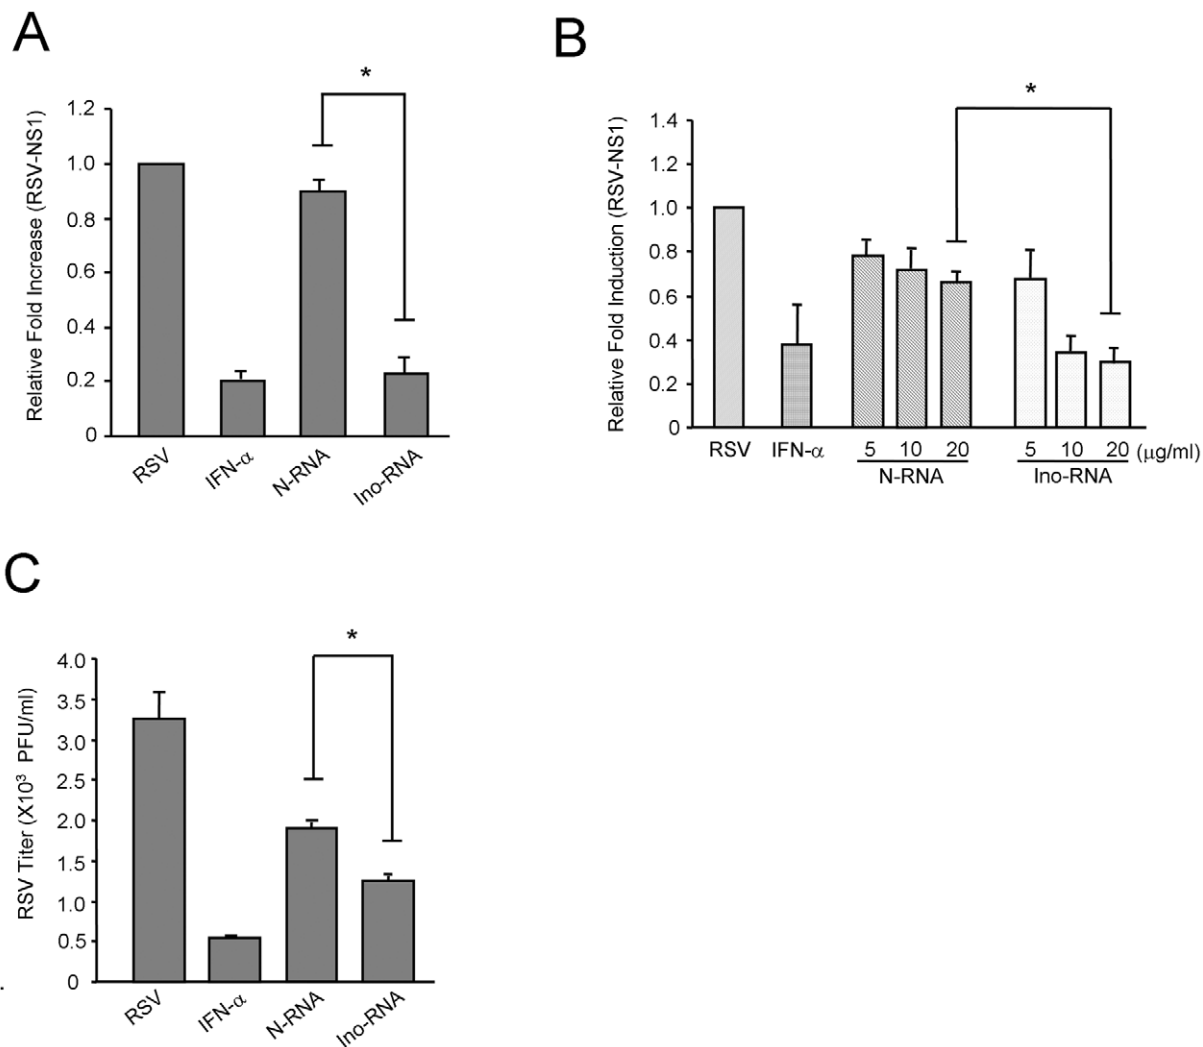 A
Relative Fold Increase (RSV-NS1)
1.2
1.0
0.8
0.6
0.4
0.2
0
*
RSV
IFN-α
N-RNA
Ino-RNA
B
Relative Fold Induction (RSV-NS1)
1.4
1.2
1.0
0.8
0.6
0.4
0.2
0
*
RSV IFN-α 5 10 20 5 10 20 (μg/ml)
N-RNA Ino-RNA
C
RSV Titer (X10³ PFU/ml)
4.0
3.5
3.0
2.5
2.0
1.5
1.0
0.5
0
*
RSV
IFN-α
N-RNA
Ino-RNA
.